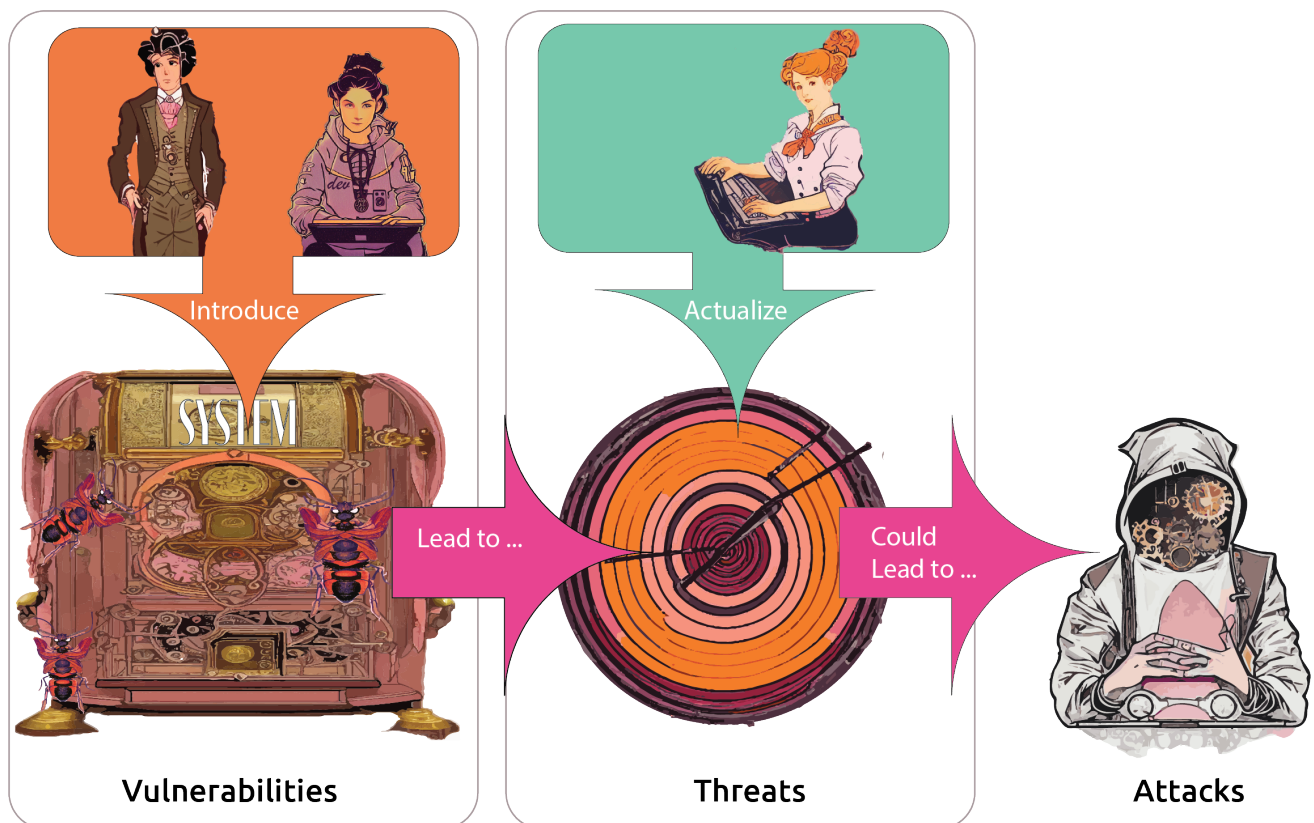 dev
Introduce
Actualize
SYSTEM
Lead to ...
Could
Lead to ...
Vulnerabilities
Threats
Attacks